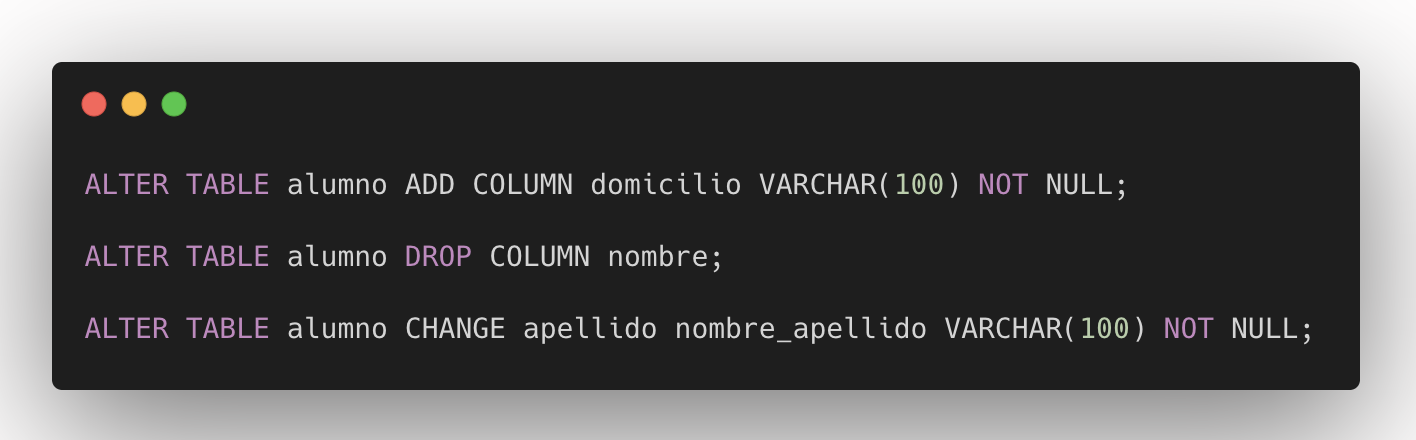 ALTER TABLE alumno ADD COLUMN domicilio VARCHAR(100) NOT NULL;
ALTER TABLE alumno DROP COLUMN nombre;
ALTER TABLE alumno CHANGE apellido nombre_apellido VARCHAR(100) NOT NULL;